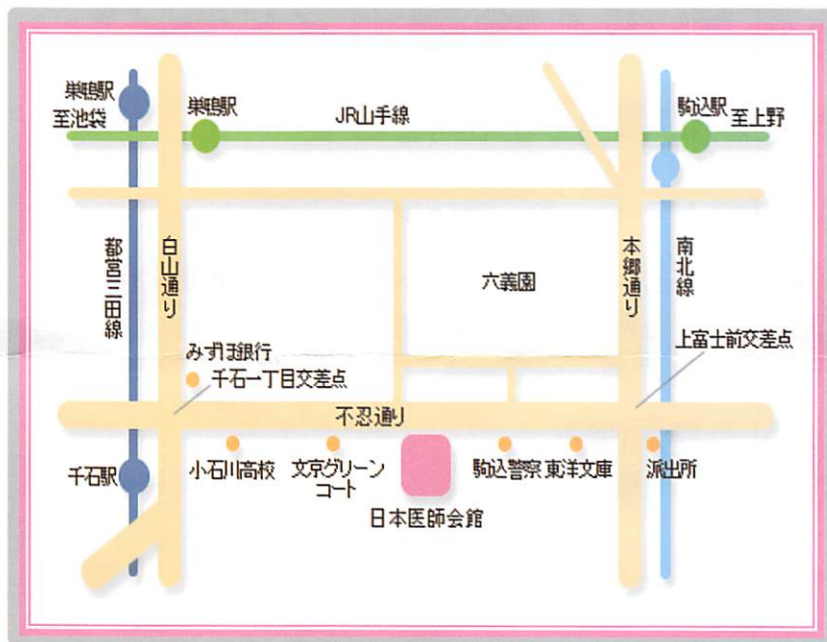 巣鴨駅
至池袋
巣鴨駅
JR山手線
駒込駅
至上野
都営三田線
白山通り
六義園
本郷通り
南北線
上富士前交差点
みずほ銀行
千石一丁目交差点
不忍通り
千石駅
小石川高校
文京グリーン
コート
日本医師会館
駒込警察
東洋文庫
派出所